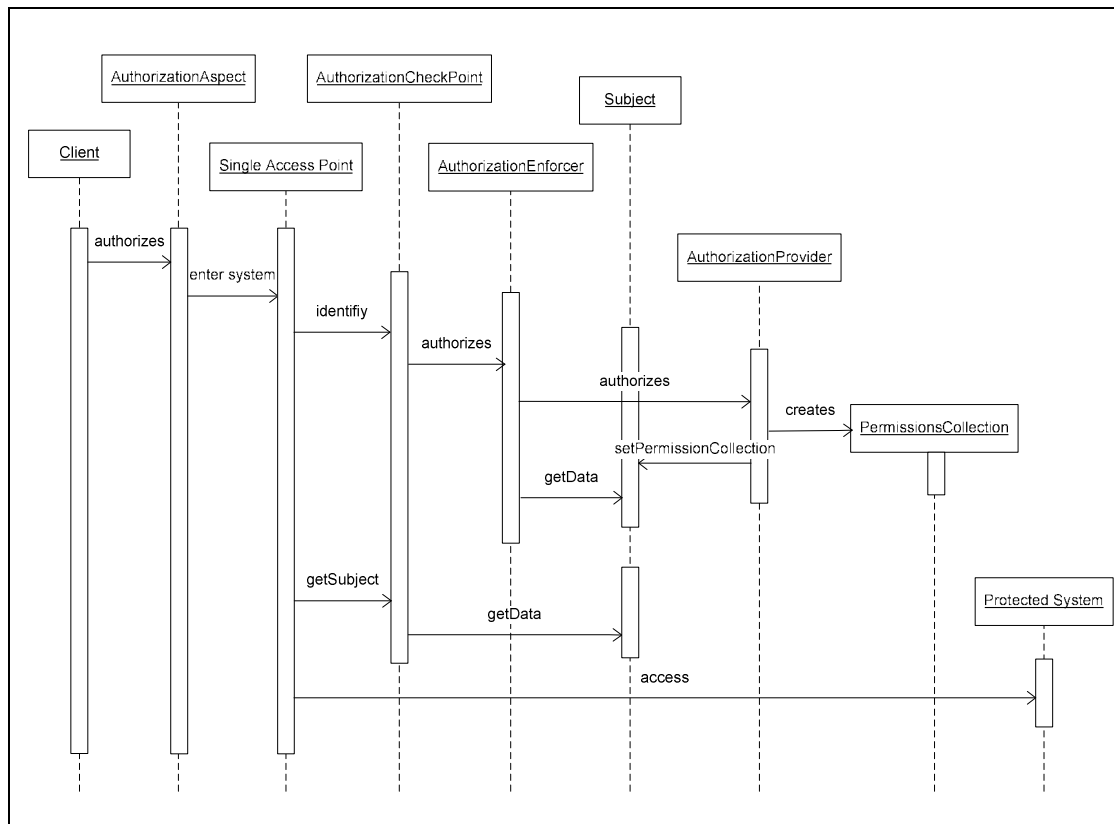 AuthorizationAspect
AuthorizationCheckPoint
Subject
Client
Single Access Point
AuthorizationEnforcer
authorizes
AuthorizationProvider
enter system
identifiy
authorizes
authorizes
creates
PermissionsCollection
setPermissionCollection
getData
getSubject
Protected System
getData
access